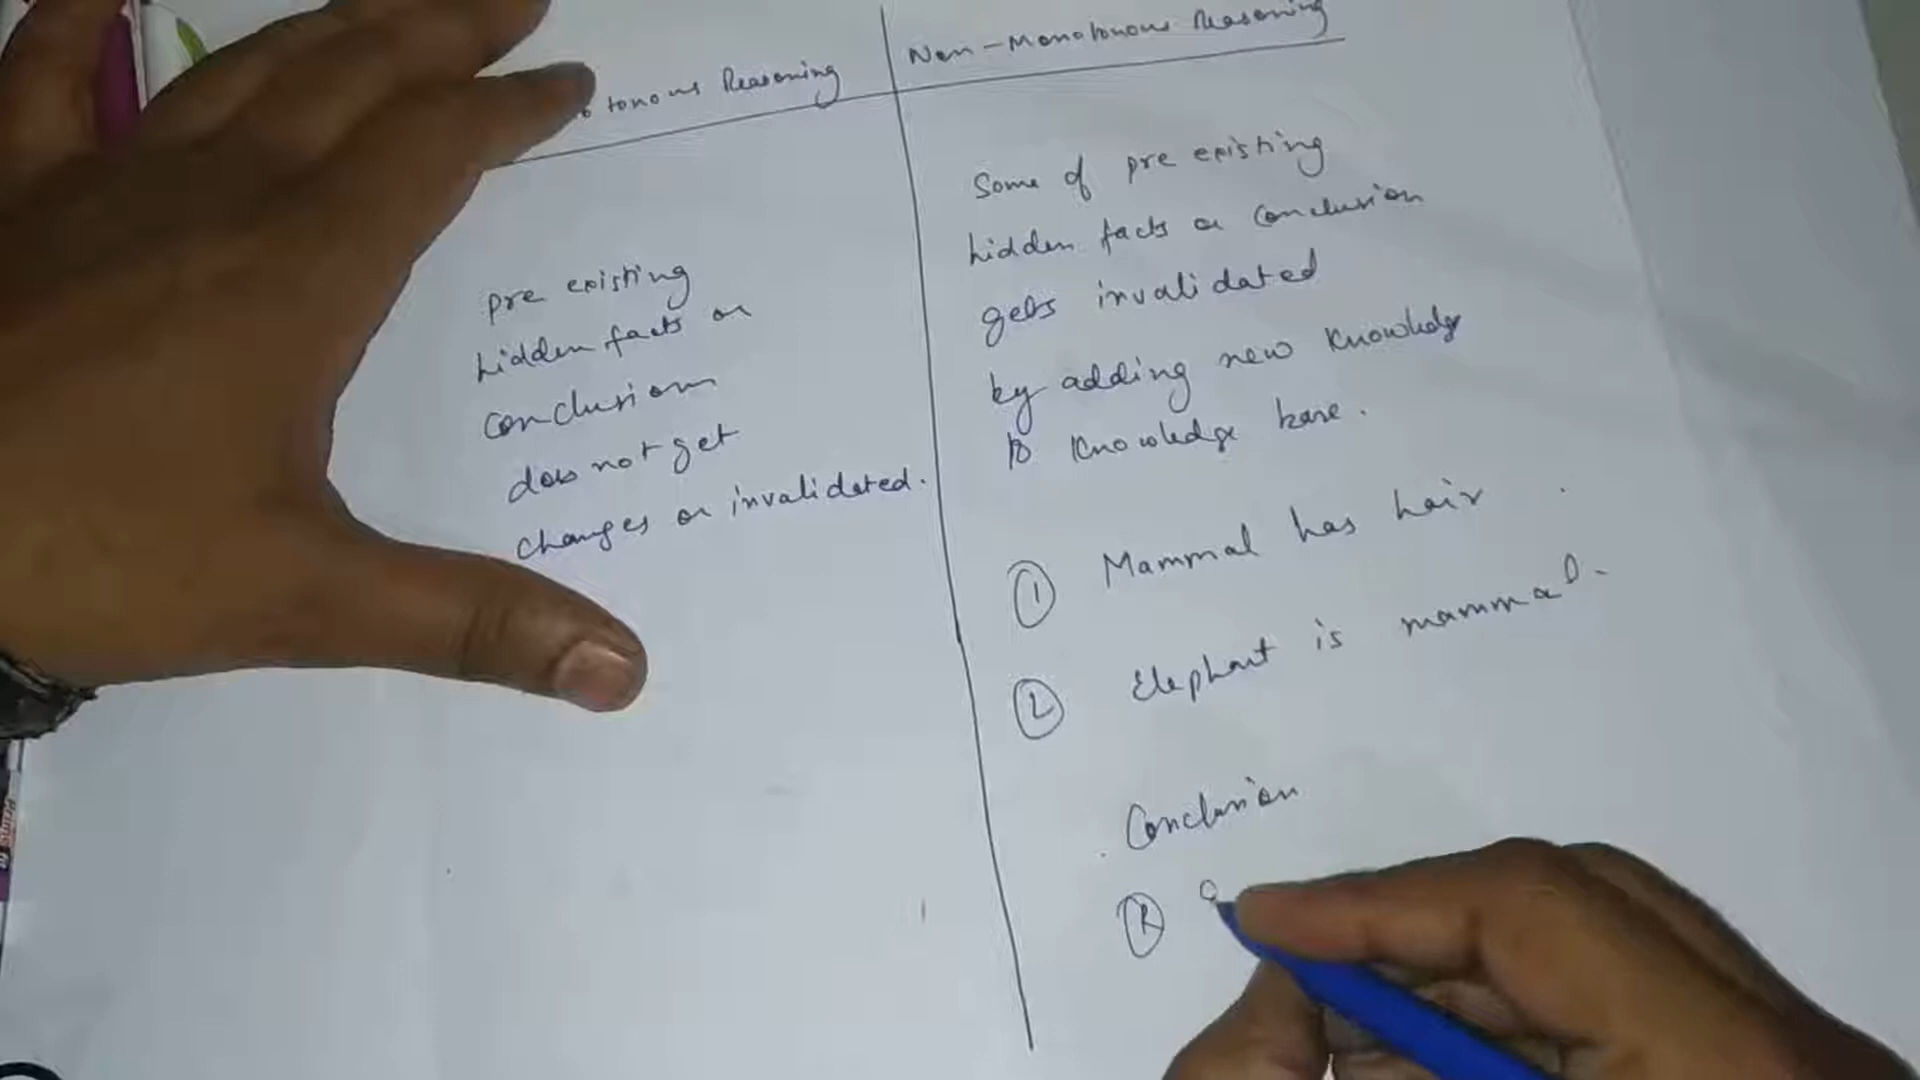 tonous Reasoning
pre existing
hidden facts or
conclusion
does not get
changes or invalidated.
Non-Monotonous Reasoning
Some of pre existing
hidden facts or conclusion
gets invalidated
by adding new knowledge
to knowledge base.
① Mammal has hair
② Elephant is mammal.
Conclusion
Ⓡ